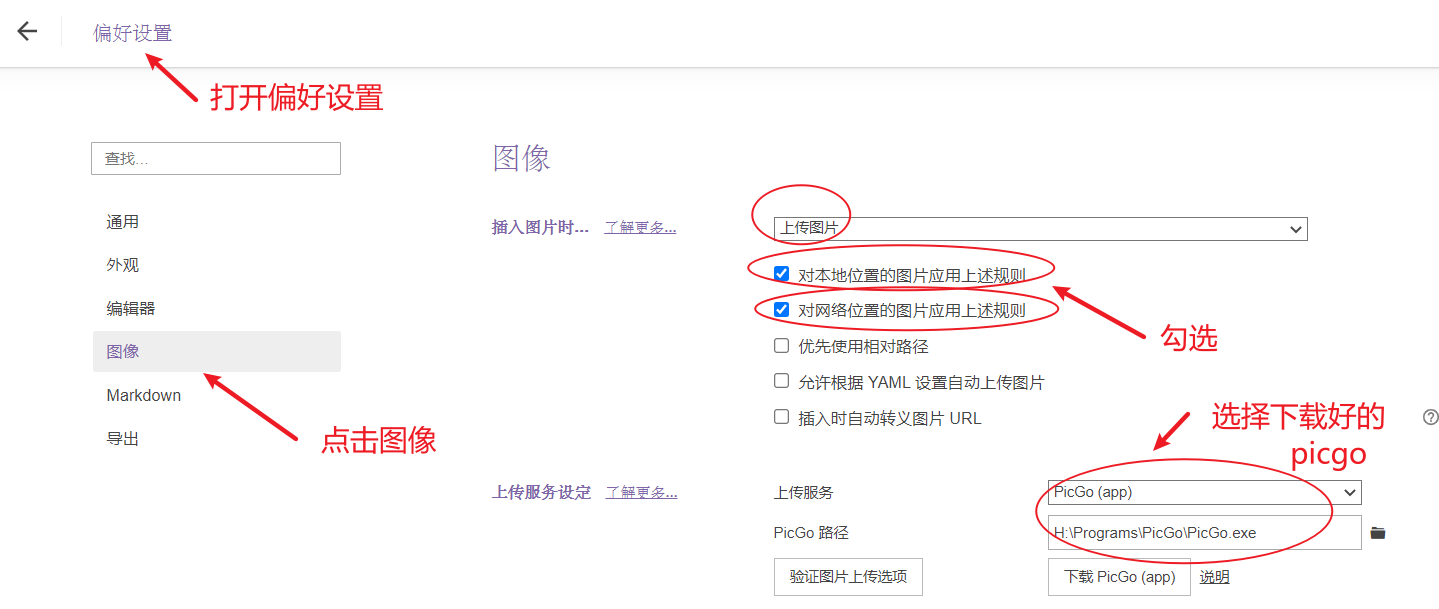 偏好设置
打开偏好设置
查找...
图像
通用
插入图片时... 了解更多... 上传图片
外观
对本地位置的图片应用上述规则
编辑器
对网络位置的图片应用上述规则
勾选
图像
优先使用相对路径
Markdown
允许根据 YAML 设置自动上传图片
导出
点击图像
插入时自动转义图片 URL
选择下载好的
picgo
上传服务设定 了解更多... 上传服务 PicGo (app)
PicGo 路径 H:\Programs\PicGo\PicGo.exe
验证图片上传选项 下载 PicGo (app) 说明